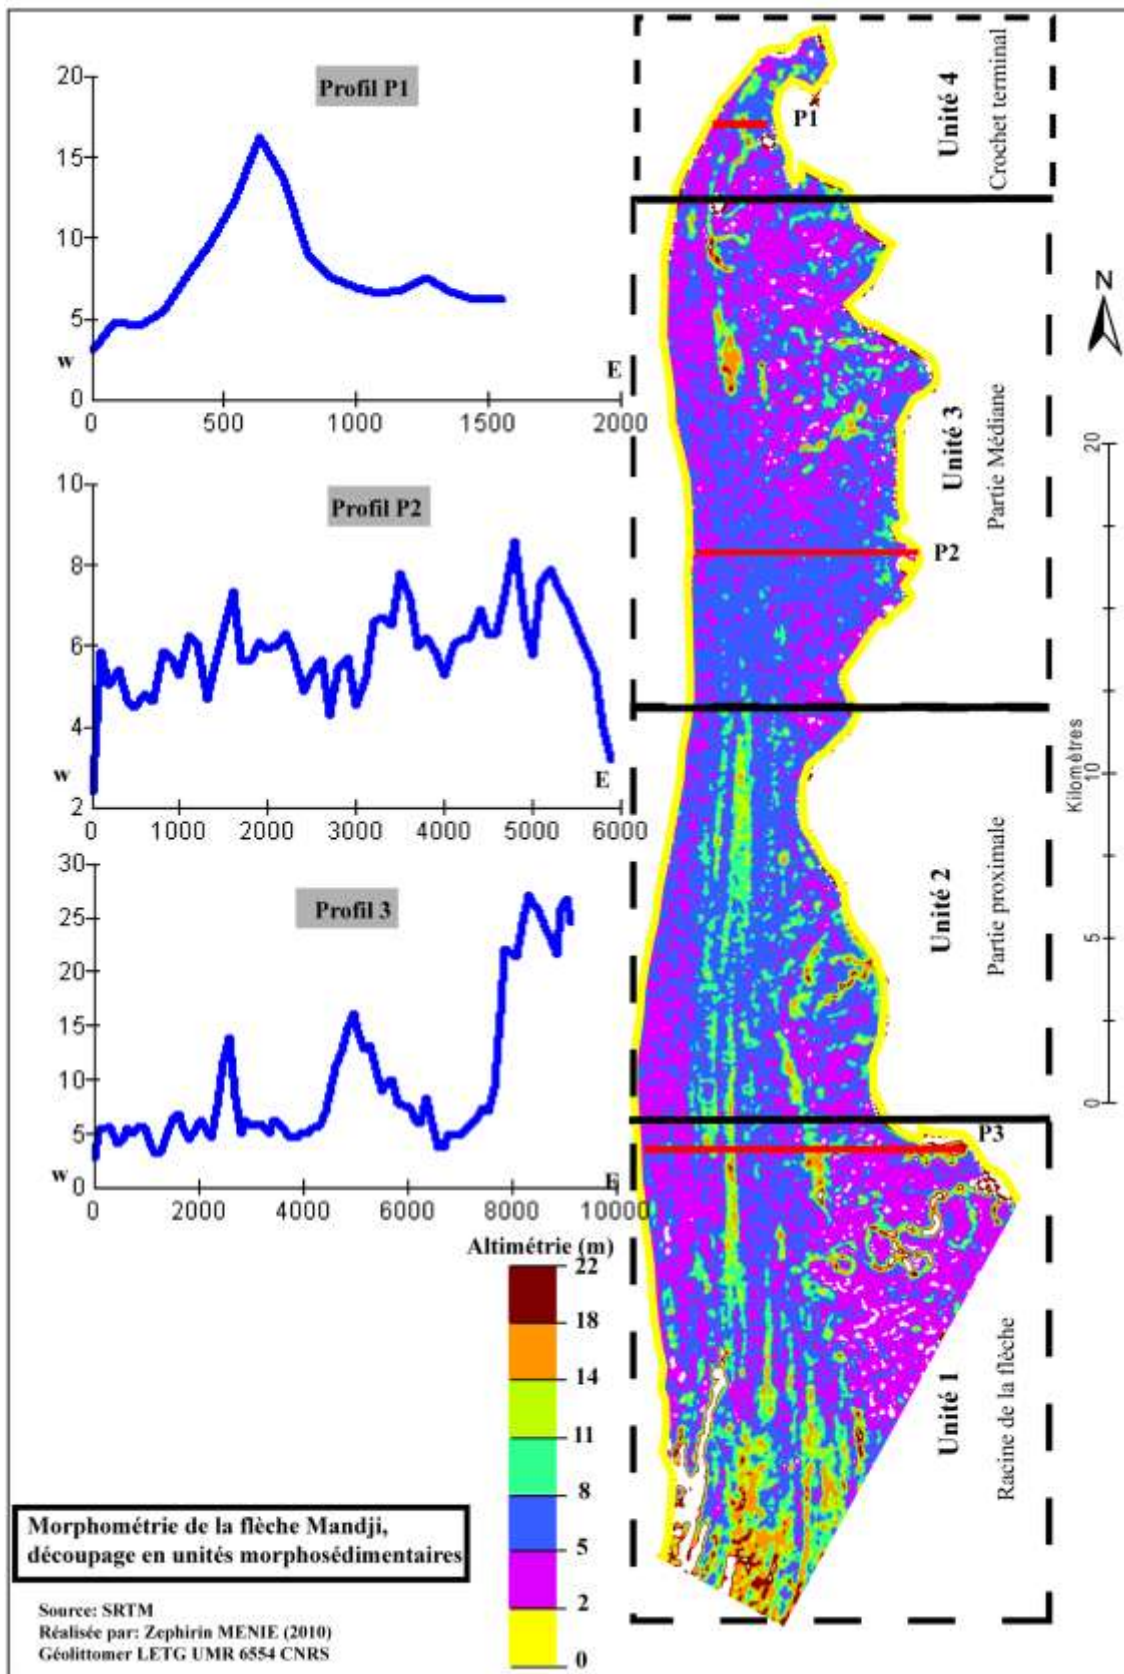 Profil P1
20
15
10
5
0
w
E
0 500 1000 1500 2000
Profil P2
10
8
6
4
2
w
E
0 1000 2000 3000 4000 5000 6000
Profil 3
30
25
20
15
10
5
0
w
E
0 2000 4000 6000 8000 10000
P1
Unité 4
Crochet terminal
Unité 3
Partie Médiane
P2
Unité 2
Partie proximale
P3
Unité 1
Racine de la flèche
N
20
10
5
0
Kilomètres
Altimétrie (m)
22
18
14
11
8
5
2
0
Morphométrie de la flèche Mandji,
découpage en unités morphosédimentaires
Source: SRTM
Réalisée par: Zephirin MENIE (2010)
Géolittomer LETG UMR 6554 CNRS